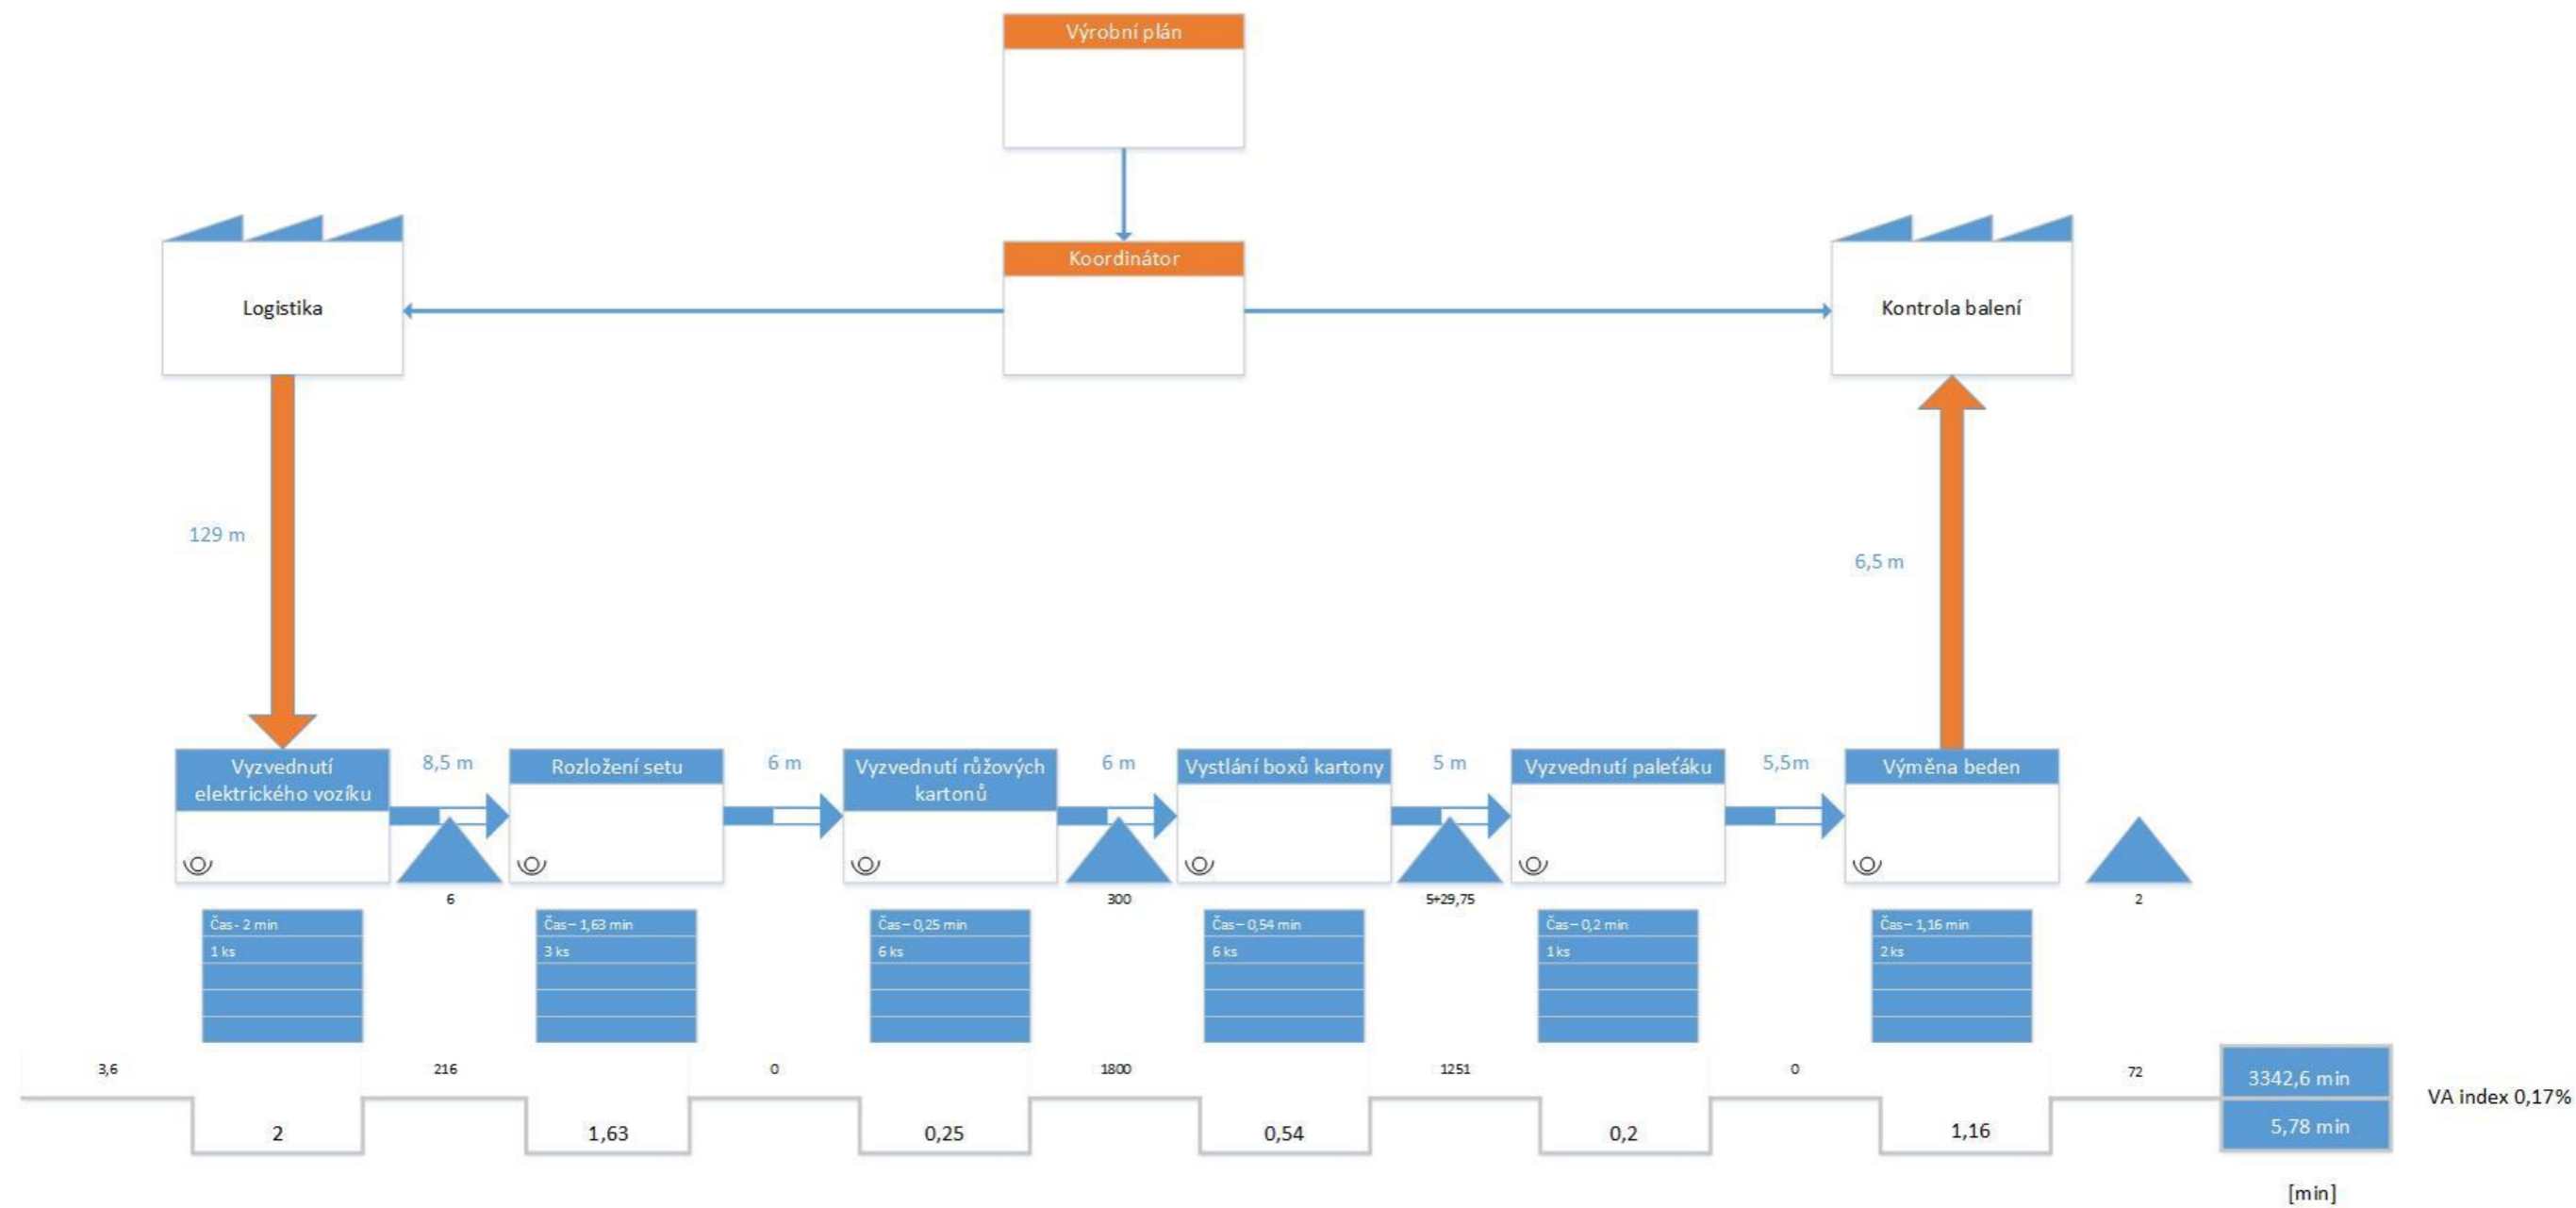 Výrobní plán
Koordinátor
Logistika
Kontrola balení
129 m
6,5 m
Vyzvednutí
elektrického vozíku
8,5 m
Rozložení setu
6 m
Vyzvednutí růžových
kartonů
6 m
Vystlání boxů kartony
5 m
Vyzvednutí paleťáku
5,5m
Výměna beden
6
300
5+29,75
2
Čas- 2 min
1 ks
Čas– 1,63 min
3 ks
Čas– 0,25 min
6 ks
Čas– 0,54 min
6 ks
Čas– 0,2 min
1 ks
Čas– 1,16 min
2 ks
3,6
216
0
1800
1251
0
72
3342,6 min
VA index 0,17%
2
1,63
0,25
0,54
0,2
1,16
5,78 min
[min]